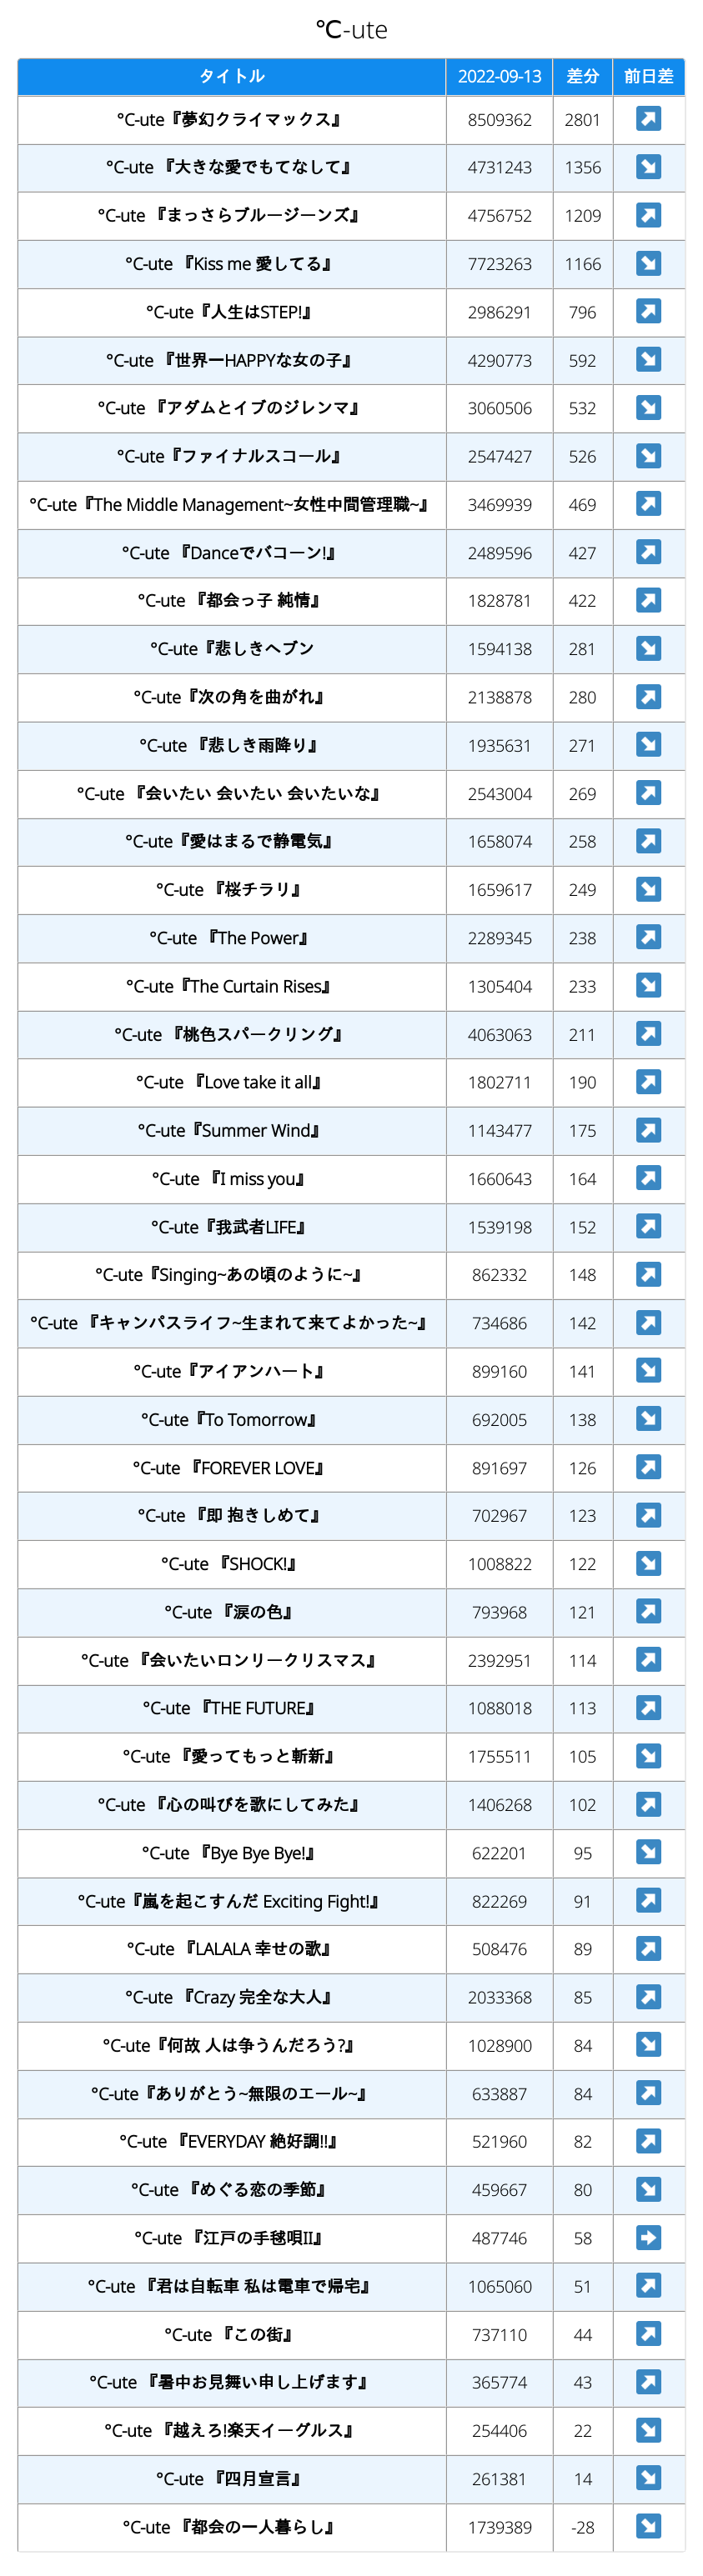 ℃-ute
タイトル 2022-09-13 差分 前日差
℃-ute『夢幻クライマックス』 8509362 2801 ↗
℃-ute 『大きな愛でもてなして』 4731243 1356 ↘
℃-ute 『まっさらブルージーンズ』 4756752 1209 ↗
℃-ute 『Kiss me 愛してる』 7723263 1166 ↘
℃-ute『人生はSTEP!』 2986291 796 ↗
℃-ute 『世界一HAPPYな女の子』 4290773 592 ↘
℃-ute 『アダムとイブのジレンマ』 3060506 532 ↘
℃-ute『ファイナルスコール』 2547427 526 ↘
℃-ute『The Middle Management~女性中間管理職~』 3469939 469 ↗
℃-ute 『Danceでバコーン!』 2489596 427 ↗
℃-ute 『都会っ子 純情』 1828781 422 ↗
℃-ute『悲しきヘブン 1594138 281 ↘
℃-ute『次の角を曲がれ』 2138878 280 ↗
℃-ute 『悲しき雨降り』 1935631 271 ↘
℃-ute 『会いたい 会いたい 会いたいな』 2543004 269 ↗
℃-ute『愛はまるで静電気』 1658074 258 ↗
℃-ute 『桜チラリ』 1659617 249 ↘
℃-ute 『The Power』 2289345 238 ↗
℃-ute『The Curtain Rises』 1305404 233 ↘
℃-ute 『桃色スパークリング』 4063063 211 ↗
℃-ute 『Love take it all』 1802711 190 ↗
℃-ute『Summer Wind』 1143477 175 ↗
℃-ute 『I miss you』 1660643 164 ↗
℃-ute『我武者LIFE』 1539198 152 ↗
℃-ute『Singing~あの頃のように~』 862332 148 ↗
℃-ute 『キャンパスライフ~生まれて来てよかった~』 734686 142 ↗
℃-ute『アイアンハート』 899160 141 ↘
℃-ute『To Tomorrow』 692005 138 ↘
℃-ute 『FOREVER LOVE』 891697 126 ↗
℃-ute 『即 抱きしめて』 702967 123 ↗
℃-ute 『SHOCK!』 1008822 122 ↘
℃-ute 『涙の色』 793968 121 ↗
℃-ute 『会いたいロンリークリスマス』 2392951 114 ↗
℃-ute 『THE FUTURE』 1088018 113 ↗
℃-ute 『愛ってもっと斬新』 1755511 105 ↘
℃-ute 『心の叫びを歌にしてみた』 1406268 102 ↗
℃-ute 『Bye Bye Bye!』 622201 95 ↘
℃-ute『嵐を起こすんだ Exciting Fight!』 822269 91 ↗
℃-ute 『LALALA 幸せの歌』 508476 89 ↗
℃-ute 『Crazy 完全な大人』 2033368 85 ↗
℃-ute『何故 人は争うんだろう?』 1028900 84 ↘
℃-ute『ありがとう~無限のエール~』 633887 84 ↗
℃-ute 『EVERYDAY 絶好調!!』 521960 82 ↗
℃-ute 『めぐる恋の季節』 459667 80 ↘
℃-ute 『江戸の手毬唄II』 487746 58 ➡
℃-ute 『君は自転車 私は電車で帰宅』 1065060 51 ↗
℃-ute 『この街』 737110 44 ↗
℃-ute 『暑中お見舞い申し上げます』 365774 43 ↗
℃-ute 『越えろ!楽天イーグルス』 254406 22 ↘
℃-ute 『四月宣言』 261381 14 ↘
℃-ute 『都会の一人暮らし』 1739389 -28 ↘